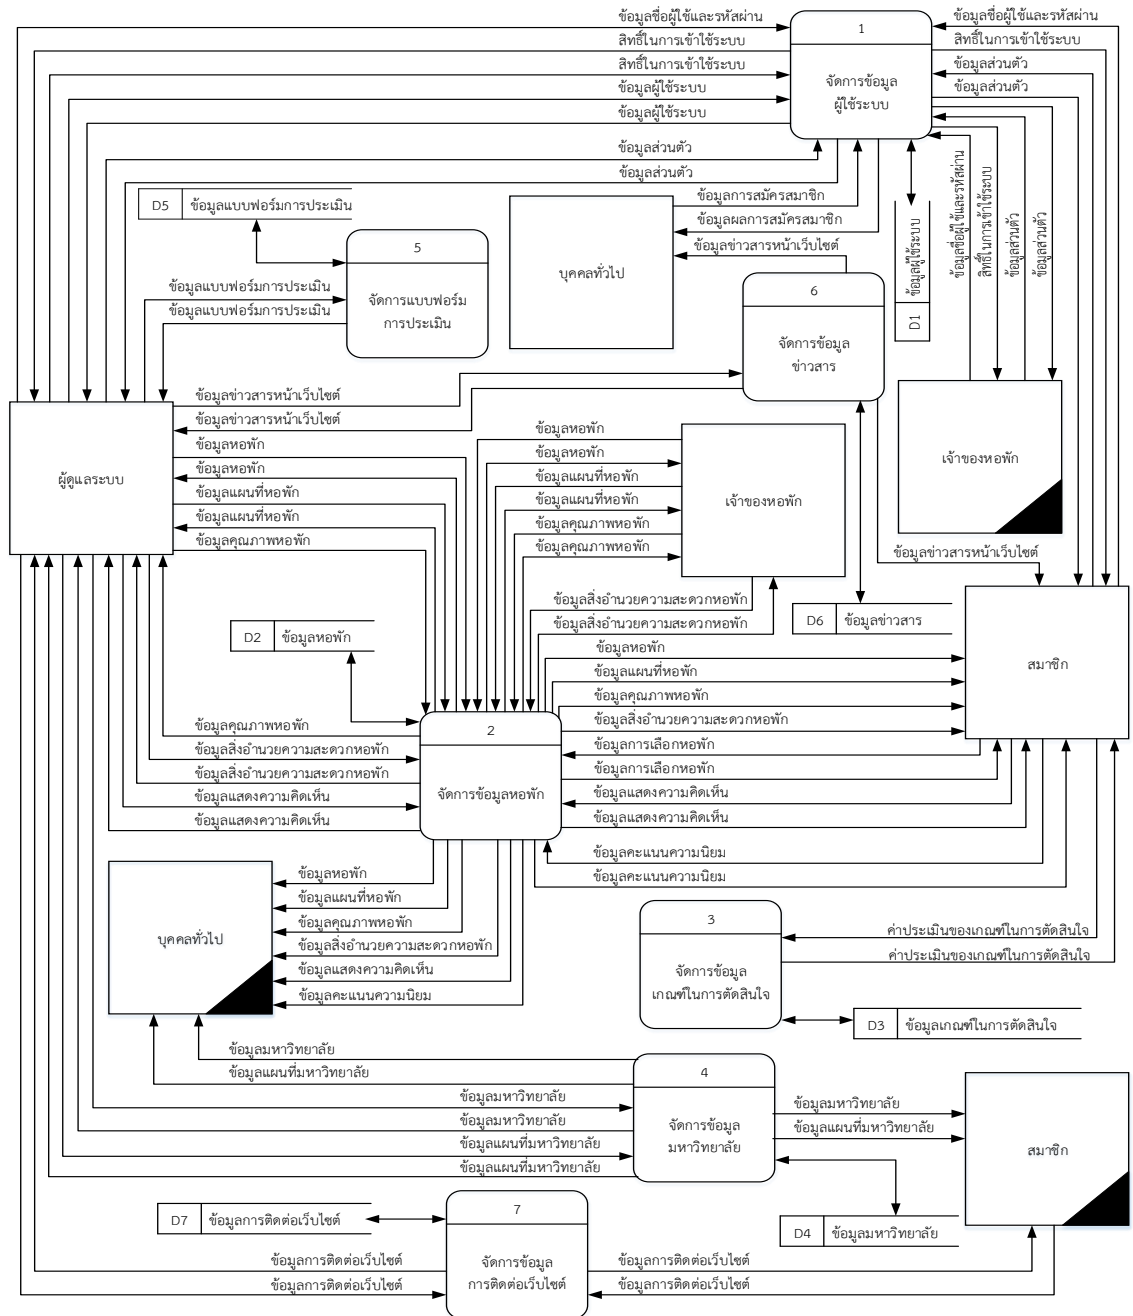 ข้อมูลชื่อผู้ใช้และรหัสผ่าน
สิทธิ์ในการเข้าใช้ระบบ
สิทธิ์ในการเข้าใช้ระบบ
ข้อมูลผู้ใช้ระบบ
ข้อมูลผู้ใช้ระบบ
ข้อมูลส่วนตัว
ข้อมูลส่วนตัว
1
จัดการข้อมูล
ผู้ใช้ระบบ
ข้อมูลชื่อผู้ใช้และรหัสผ่าน
สิทธิ์ในการเข้าใช้ระบบ
ข้อมูลส่วนตัว
ข้อมูลส่วนตัว
D5
ข้อมูลแบบฟอร์มการประเมิน
5
จัดการแบบฟอร์ม
การประเมิน
ข้อมูลแบบฟอร์มการประเมิน
ข้อมูลแบบฟอร์มการประเมิน
บุคคลทั่วไป
ข้อมูลการสมัครสมาชิก
ข้อมูลผลการสมัครสมาชิก
ข้อมูลข่าวสารหน้าเว็บไซต์
6
จัดการข้อมูล
ข่าวสาร
D1
ข้อมูลผู้ใช้ระบบ
ข้อมูลชื่อผู้ใช้และรหัสผ่าน
สิทธิ์ในการเข้าใช้ระบบ
ข้อมูลส่วนตัว
ข้อมูลส่วนตัว
เจ้าของหอพัก
ผู้ดูแลระบบ
ข้อมูลข่าวสารหน้าเว็บไซต์
ข้อมูลข่าวสารหน้าเว็บไซต์
ข้อมูลหอพัก
ข้อมูลหอพัก
ข้อมูลแผนที่หอพัก
ข้อมูลแผนที่หอพัก
ข้อมูลคุณภาพหอพัก
ข้อมูลหอพัก
ข้อมูลหอพัก
ข้อมูลแผนที่หอพัก
ข้อมูลแผนที่หอพัก
ข้อมูลคุณภาพหอพัก
ข้อมูลคุณภาพหอพัก
เจ้าของหอพัก
ข้อมูลสิ่งอำนวยความสะดวกหอพัก
ข้อมูลสิ่งอำนวยความสะดวกหอพัก
ข้อมูลข่าวสารหน้าเว็บไซต์
D6
ข้อมูลข่าวสาร
D2
ข้อมูลหอพัก
สมาชิก
ข้อมูลหอพัก
ข้อมูลแผนที่หอพัก
ข้อมูลคุณภาพหอพัก
ข้อมูลสิ่งอำนวยความสะดวกหอพัก
ข้อมูลการเลือกหอพัก
ข้อมูลการเลือกหอพัก
ข้อมูลแสดงความคิดเห็น
ข้อมูลแสดงความคิดเห็น
ข้อมูลคะแนนความนิยม
ข้อมูลคะแนนความนิยม
2
จัดการข้อมูลหอพัก
ข้อมูลคุณภาพหอพัก
ข้อมูลสิ่งอำนวยความสะดวกหอพัก
ข้อมูลสิ่งอำนวยความสะดวกหอพัก
ข้อมูลแสดงความคิดเห็น
ข้อมูลแสดงความคิดเห็น
บุคคลทั่วไป
ข้อมูลหอพัก
ข้อมูลแผนที่หอพัก
ข้อมูลคุณภาพหอพัก
ข้อมูลสิ่งอำนวยความสะดวกหอพัก
ข้อมูลแสดงความคิดเห็น
ข้อมูลคะแนนความนิยม
3
จัดการข้อมูล
เกณฑ์ในการตัดสินใจ
ค่าประเมินของเกณฑ์ในการตัดสินใจ
ค่าประเมินของเกณฑ์ในการตัดสินใจ
D3
ข้อมูลเกณฑ์ในการตัดสินใจ
ข้อมูลมหาวิทยาลัย
ข้อมูลแผนที่มหาวิทยาลัย
ข้อมูลมหาวิทยาลัย
ข้อมูลมหาวิทยาลัย
ข้อมูลแผนที่มหาวิทยาลัย
ข้อมูลแผนที่มหาวิทยาลัย
4
จัดการข้อมูล
มหาวิทยาลัย
ข้อมูลมหาวิทยาลัย
ข้อมูลแผนที่มหาวิทยาลัย
สมาชิก
D4
ข้อมูลมหาวิทยาลัย
D7
ข้อมูลการติดต่อเว็บไซต์
7
จัดการข้อมูล
การติดต่อเว็บไซต์
ข้อมูลการติดต่อเว็บไซต์
ข้อมูลการติดต่อเว็บไซต์
ข้อมูลการติดต่อเว็บไซต์
ข้อมูลการติดต่อเว็บไซต์